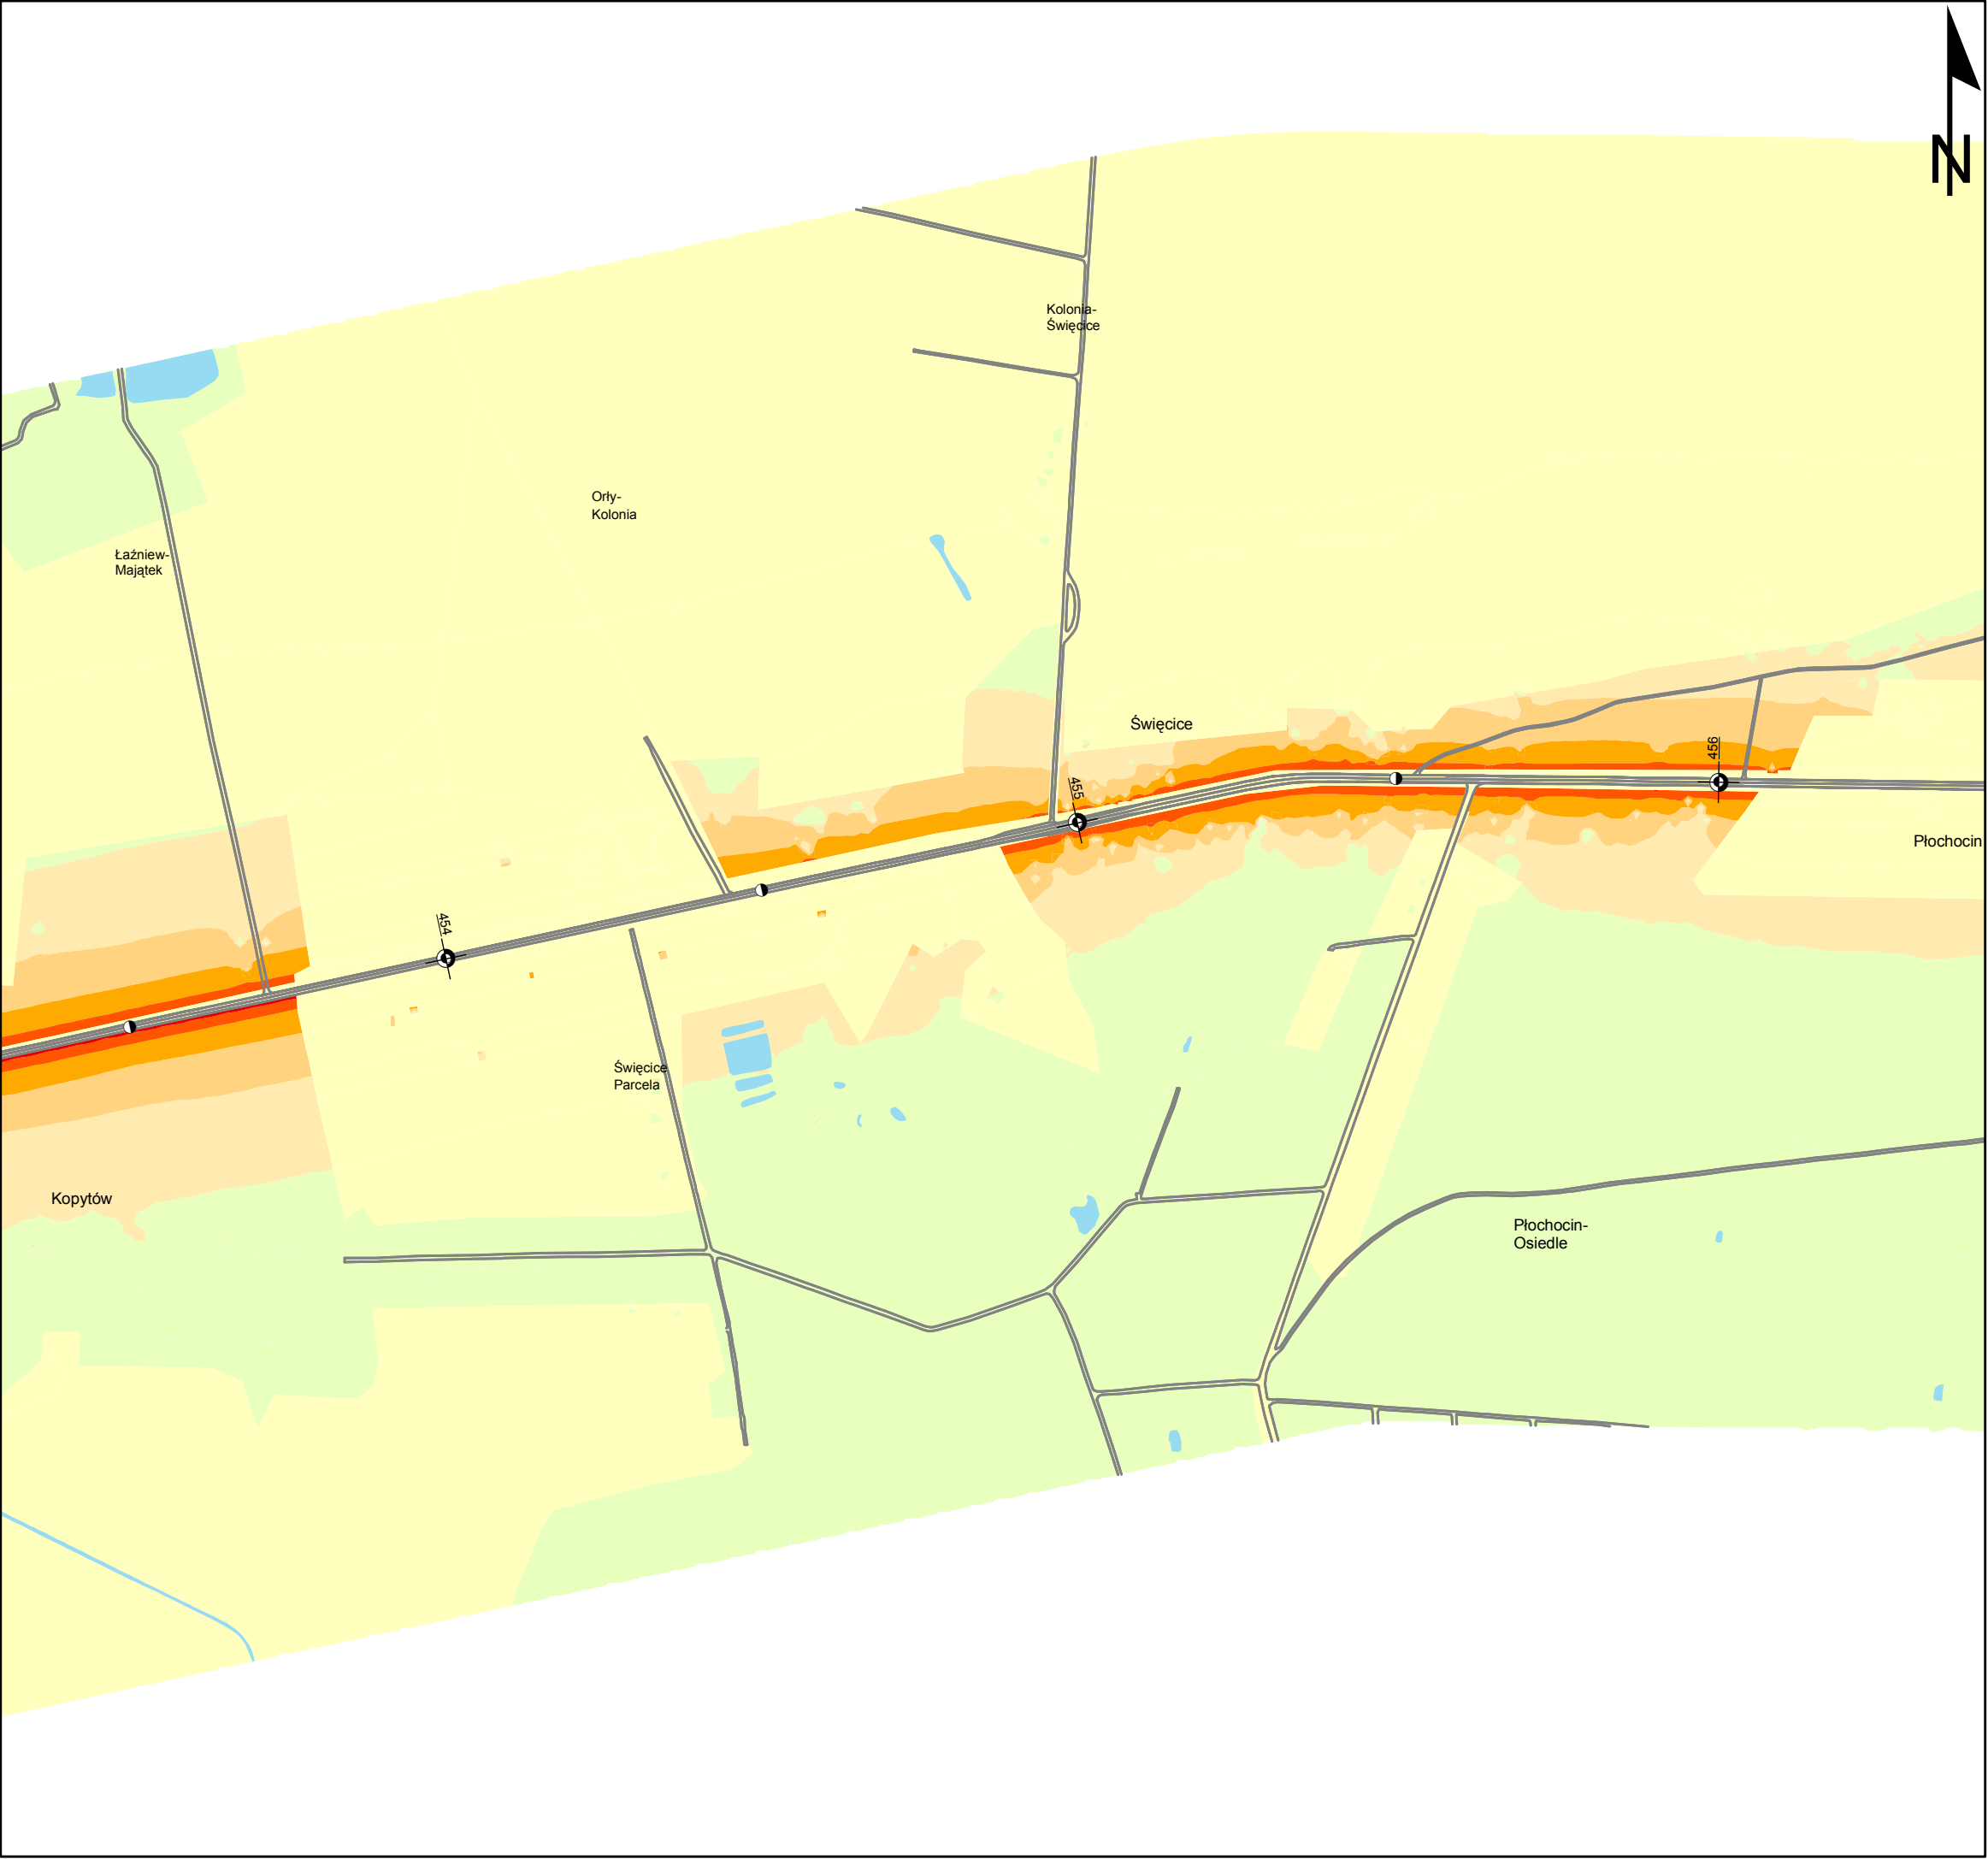 N
Kolonia-
Święcice
Orły-
Kolonia
Łaźniew-
Majątek
Święcice
456
455
Płochocin
454
Święcice
Parcela
Kopytów
Płochocin-
Osiedle